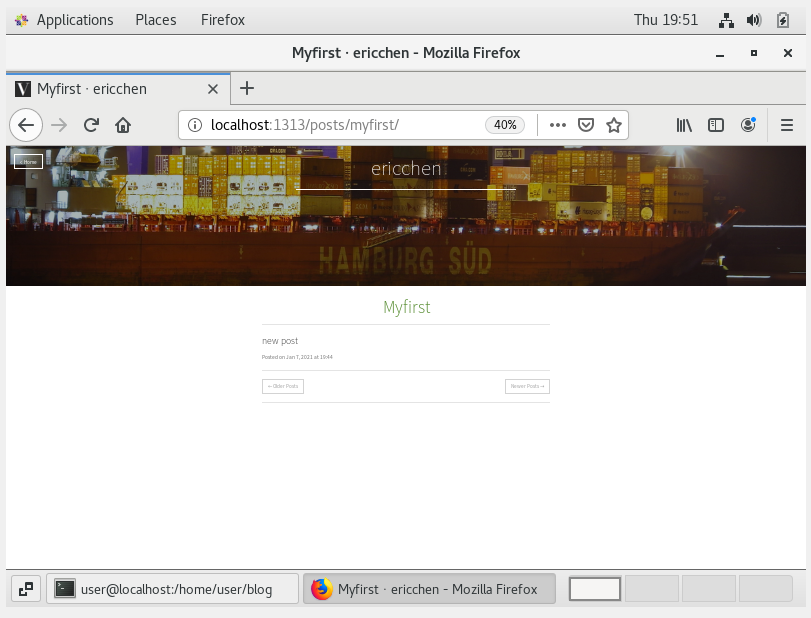 Applications Places Firefox Thu 19:51
Myfirst · ericchen - Mozilla Firefox
Myfirst · ericchen
localhost:1313/posts/myfirst/ 40%
Home
ericchen
HAMBURG SÜD
Myfirst
new post
Posted on Jan 7, 2021 at 19:44
← Older Posts Newer Posts →
user@localhost:/home/user/blog Myfirst · ericchen - Mozilla Firefox